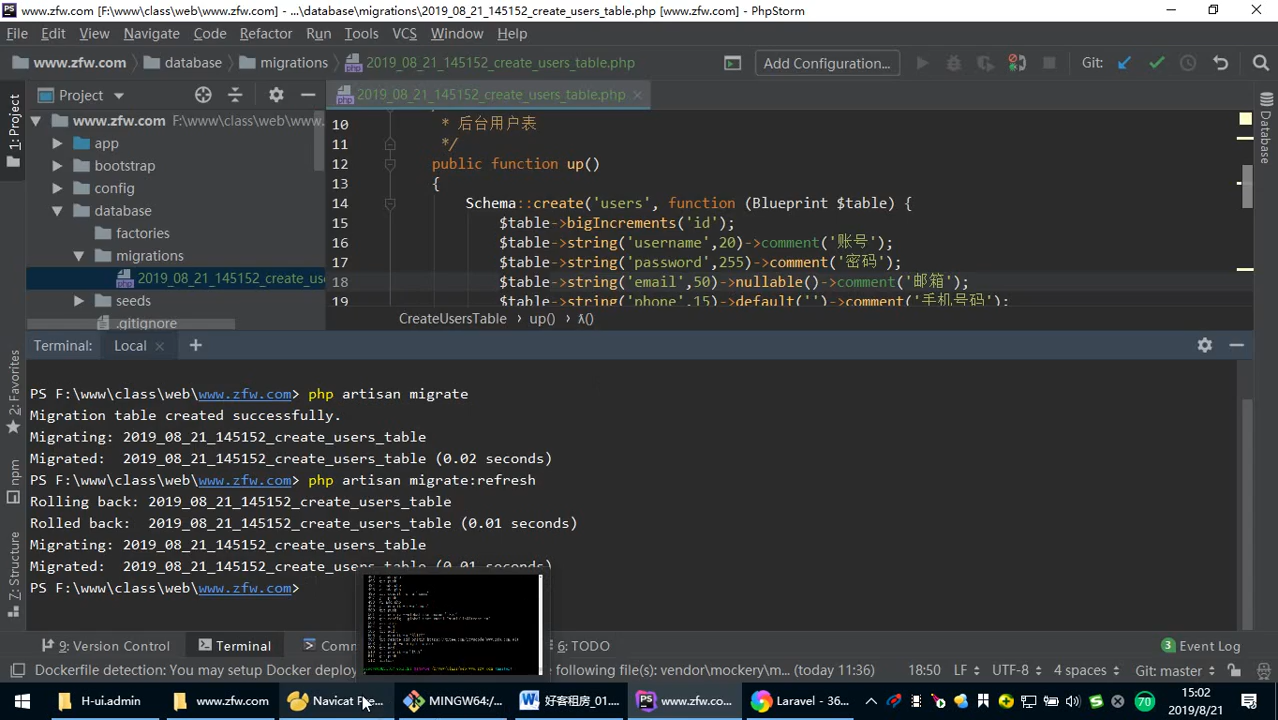 www.zfw.com [F:\www\class\web\www.zfw.com] - ...\database\migrations\2019_08_21_145152_create_users_table.php [www.zfw.com] - PhpStorm
File Edit View Navigate Code Refactor Run Tools VCS Window Help
www.zfw.com database migrations 2019_08_21_145152_create_users_table.php Add Configuration... Git:
Project 2019_08_21_145152_create_users_table.php
1: Project
Database
www.zfw.com F:\www\class\web\www.
app
bootstrap
config
database
factories
migrations
2019_08_21_145152_create_use
seeds
.gitignore
10 * 后台用户表
11 */
12 public function up()
13 {
14 Schema::create('users', function (Blueprint $table) {
15 $table->bigIncrements('id');
16 $table->string('username',20)->comment('账号');
17 $table->string('password',255)->comment('密码');
18 $table->string('email',50)->nullable()->comment('邮箱');
19 $table->string('phone',15)->default('')->comment('手机号码');
CreateUsersTable up() λ()
Terminal: Local
2: Favorites
npm
Z: Structure
PS F:\www\class\web\www.zfw.com> php artisan migrate
Migration table created successfully.
Migrating: 2019_08_21_145152_create_users_table
Migrated: 2019_08_21_145152_create_users_table (0.02 seconds)
PS F:\www\class\web\www.zfw.com> php artisan migrate:refresh
Rolling back: 2019_08_21_145152_create_users_table
Rolled back: 2019_08_21_145152_create_users_table (0.01 seconds)
Migrating: 2019_08_21_145152_create_users_table
Migrated: 2019_08_21_145152_create_users_table (0.01 seconds)
PS F:\www\class\web\www.zfw.com>
9: Version Control Terminal Comm 6: TODO Event Log
Dockerfile detection: You may setup Docker deploy following file(s): vendor/mockery/mocker... (today 11:36) 18:50 LF UTF-8 4 spaces Git: master
H-ui.admin www.zfw.com Navicat Pre... MINGW64:/... 好客租房_01.... www.zfw.co... Laravel - 36... 70 15:02
2019/8/21